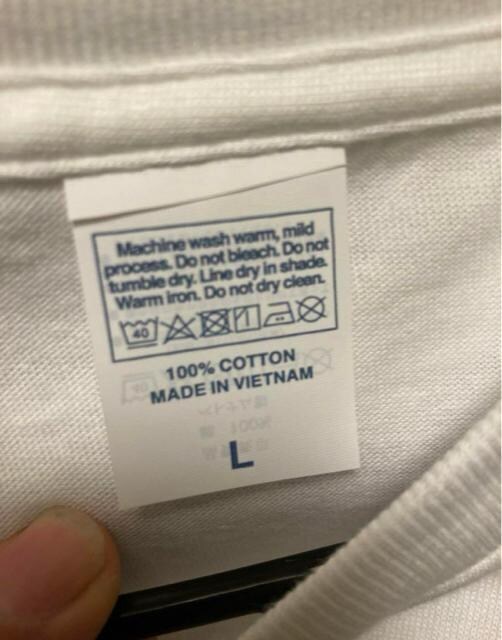 Machine wash warm, mild
process. Do not bleach. Do not
tumble dry. Line dry in shade.
Warm iron. Do not dry clean.
40
100% COTTON
MADE IN VIETNAM
L